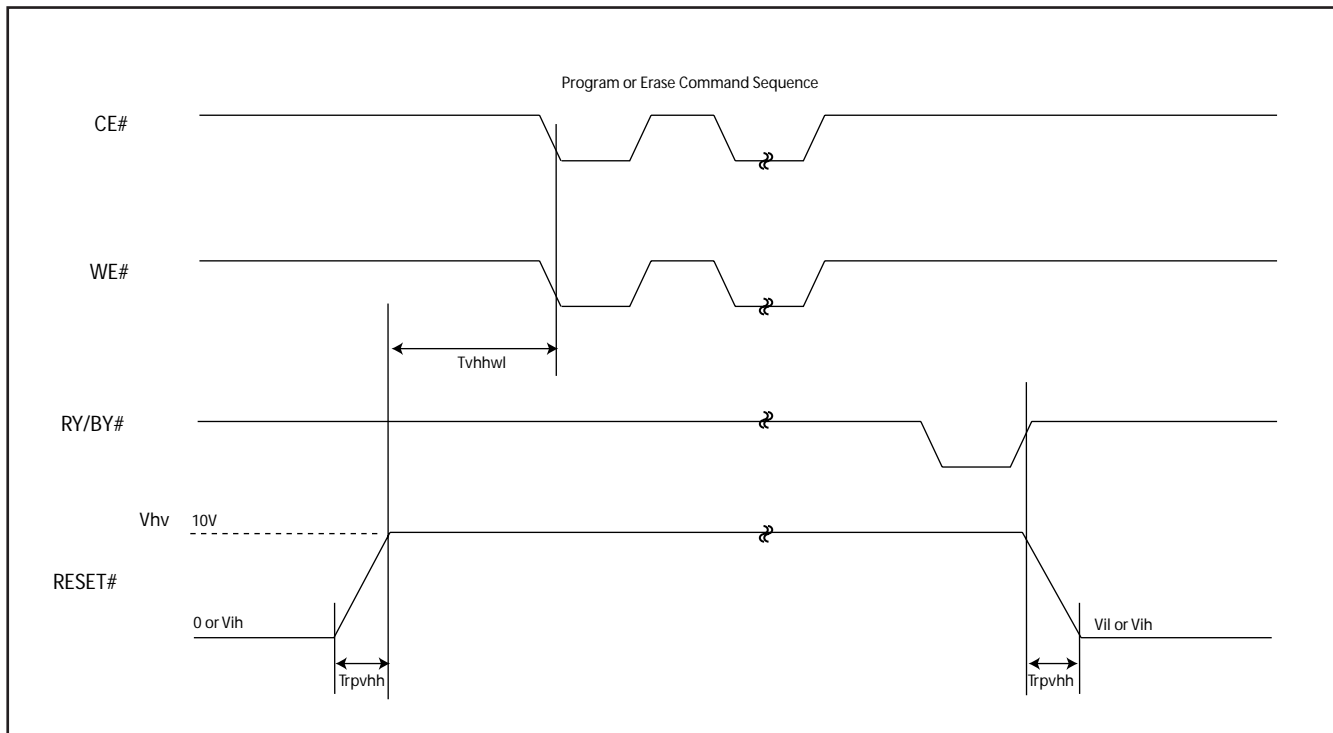 Program or Erase Command Sequence
CE#
WE#
Tvhhwl
RY/BY#
Vhv 10V
RESET#
0 or Vih
Vil or Vih
Trpvhh
Trpvhh